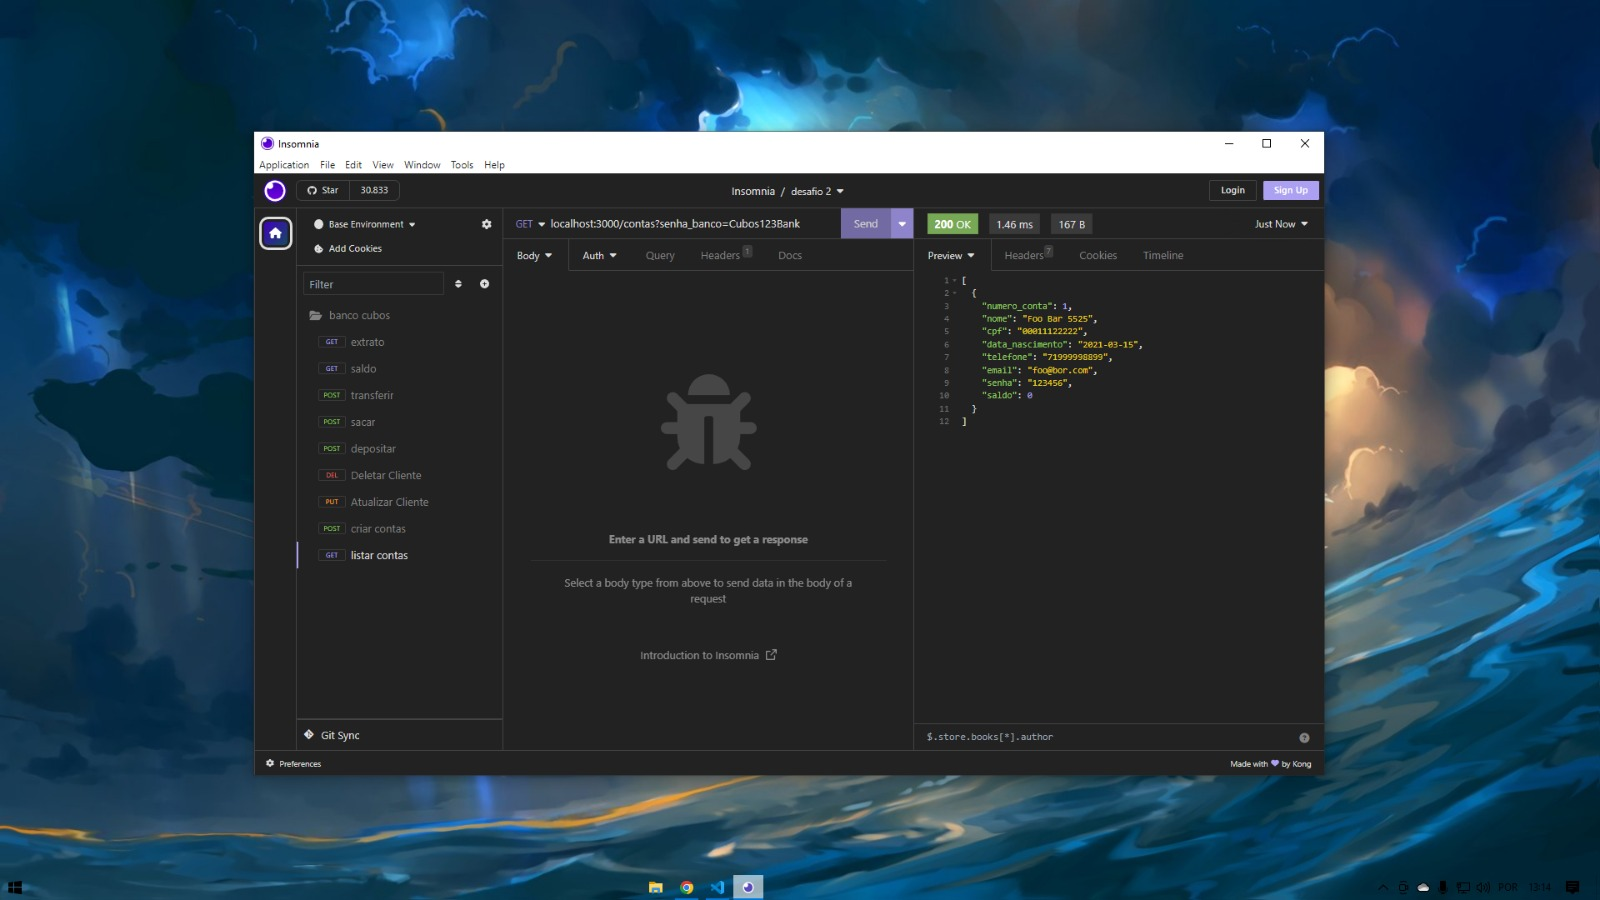 Insomnia
Application File Edit View Window Tools Help
Star 30.833
Insomnia / desafio 2
Login Sign Up
Base Environment
Add Cookies
Filter
banco cubos
GET extrato
GET saldo
POST transferir
POST sacar
POST depositar
DEL Deletar Cliente
PUT Atualizar Cliente
POST criar contas
GET listar contas
Git Sync
GET localhost:3000/contas?senha_banco=Cubos123Bank Send
Body Auth Query Headers 1 Docs
Enter a URL and send to get a response
Select a body type from above to send data in the body of a
request
Introduction to Insomnia
200 OK 1.46 ms 167 B Just Now
Preview Headers 7 Cookies Timeline
1 [
2 {
3 "numero_conta": 1,
4 "nome": "Foo Bar 5525",
5 "cpf": "00011122222",
6 "data_nascimento": "2021-03-15",
7 "telefone": "71999998899",
8 "email": "foo@bor.com",
9 "senha": "123456",
10 "saldo": 0
11 }
12 ]
$.store.books[*].author
Preferences
Made with by Kong
POR 13:14